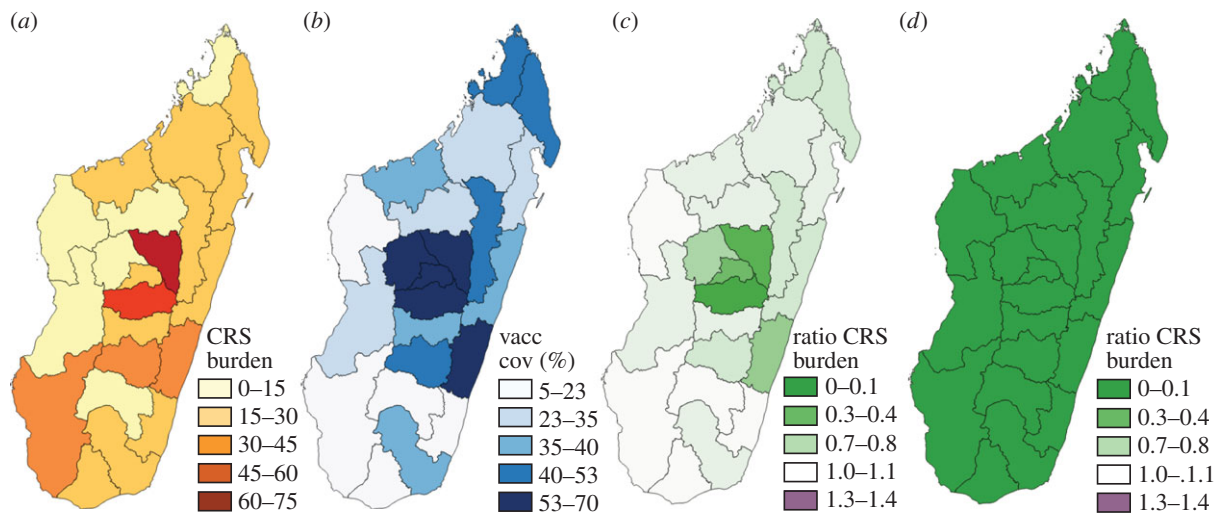 (a)
(b)
(c)
(d)
CRS
burden
0–15
15–30
30–45
45–60
60–75
vacc
cov (%)
5–23
23–35
35–40
40–53
53–70
ratio CRS
burden
0–0.1
0.3–0.4
0.7–0.8
1.0–1.1
1.3–1.4
ratio CRS
burden
0–0.1
0.3–0.4
0.7–0.8
1.0–.1.1
1.3–1.4